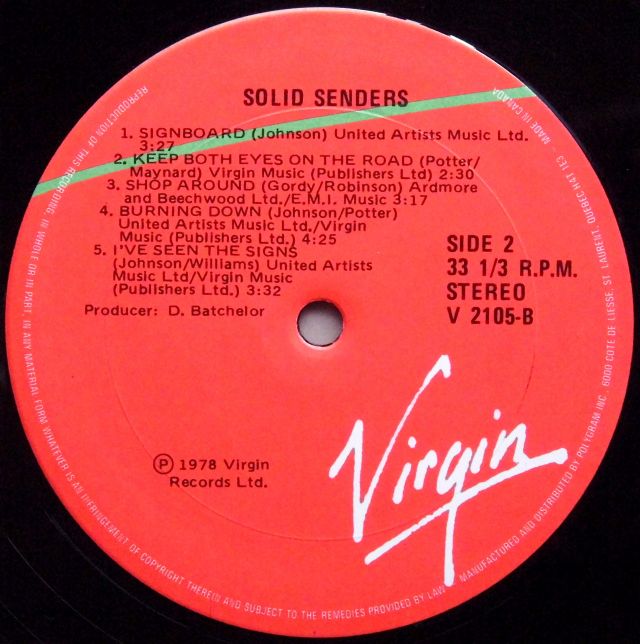 SOLID SENDERS
1. SIGNBOARD (Johnson) United Artists Music Ltd.
3:27
2. KEEP BOTH EYES ON THE ROAD (Potter/
Maynard) Virgin Music (Publishers Ltd) 2:30
3. SHOP AROUND (Gordy/Robinson) Ardmore
and Beechwood Ltd./E.M.I. Music 3:17
4. BURNING DOWN (Johnson/Potter)
United Artists Music Ltd./Virgin
Music (Publishers Ltd.) 4:25
5. I'VE SEEN THE SIGNS
(Johnson/Williams) United Artists
Music Ltd/Virgin Music
(Publishers Ltd.) 3:32
Producer: D. Batchelor
SIDE 2
33 1/3 R.P.M.
STEREO
V 2105-B
Ⓟ 1978 Virgin
Records Ltd.
Virgin
REPRODUCTION OF THIS RECORDING, IN WHOLE OR IN PART, IN ANY MATERIAL FORM WHATEVER IS AN INFRINGEMENT OF COPYRIGHT THEREIN AND SUBJECT TO THE REMEDIES PROVIDED BY LAW. MANUFACTURED AND DISTRIBUTED BY POLYGRAM INC. 6000 COTE DE LIESSE, ST. LAURENT, QUEBEC H4T 1E3 - MADE IN CANADA